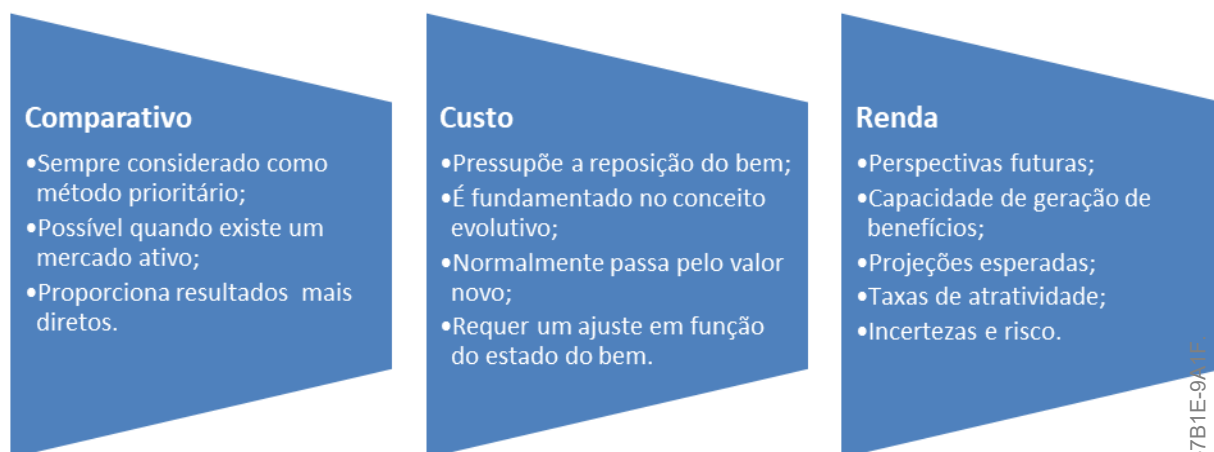 Comparativo
•Sempre considerado como
método prioritário;
•Possível quando existe um
mercado ativo;
•Proporciona resultados mais
diretos.
Custo
•Pressupõe a reposição do bem;
•É fundamentado no conceito
evolutivo;
•Normalmente passa pelo valor
novo;
•Requer um ajuste em função
do estado do bem.
Renda
•Perspectivas futuras;
•Capacidade de geração de
benefícios;
•Projeções esperadas;
•Taxas de atratividade;
•Incertezas e risco.